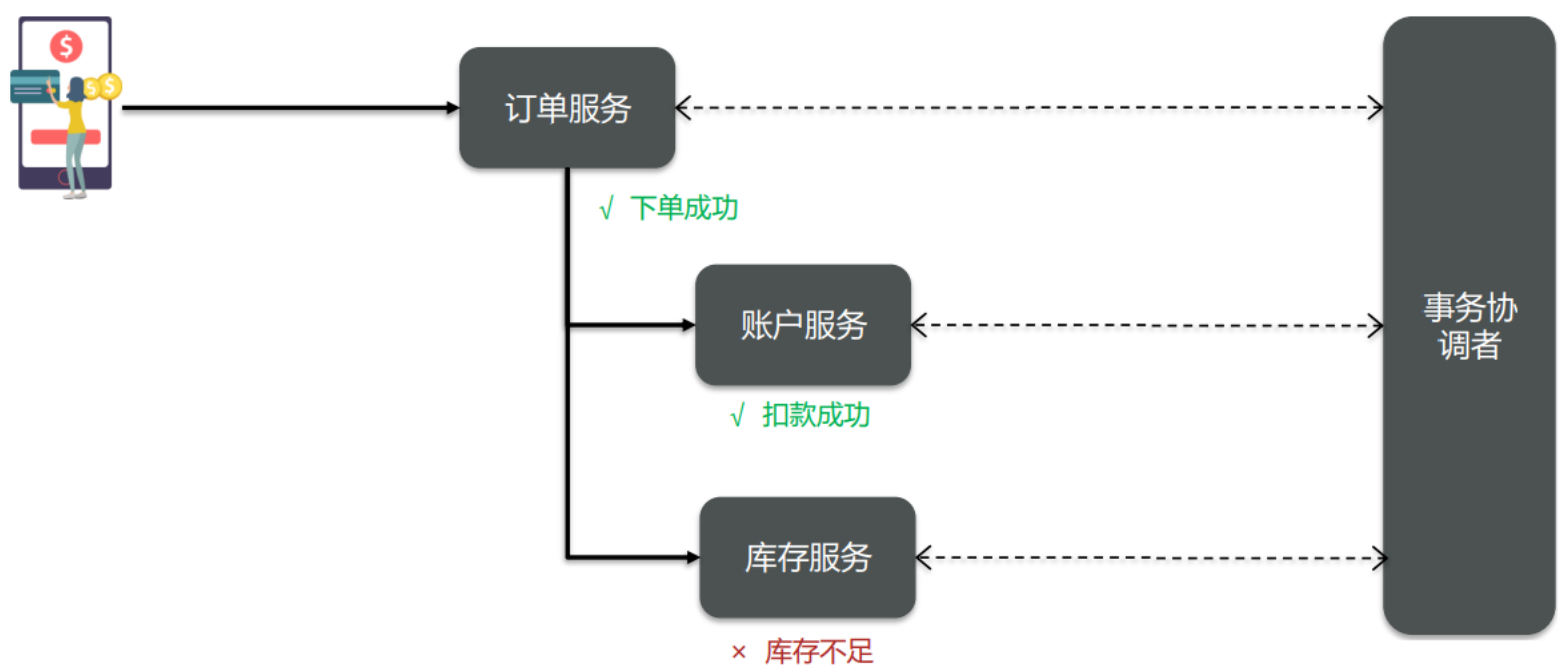 $
$
$
订单服务
√ 下单成功
账户服务
√ 扣款成功
事务协
调者
库存服务
× 库存不足